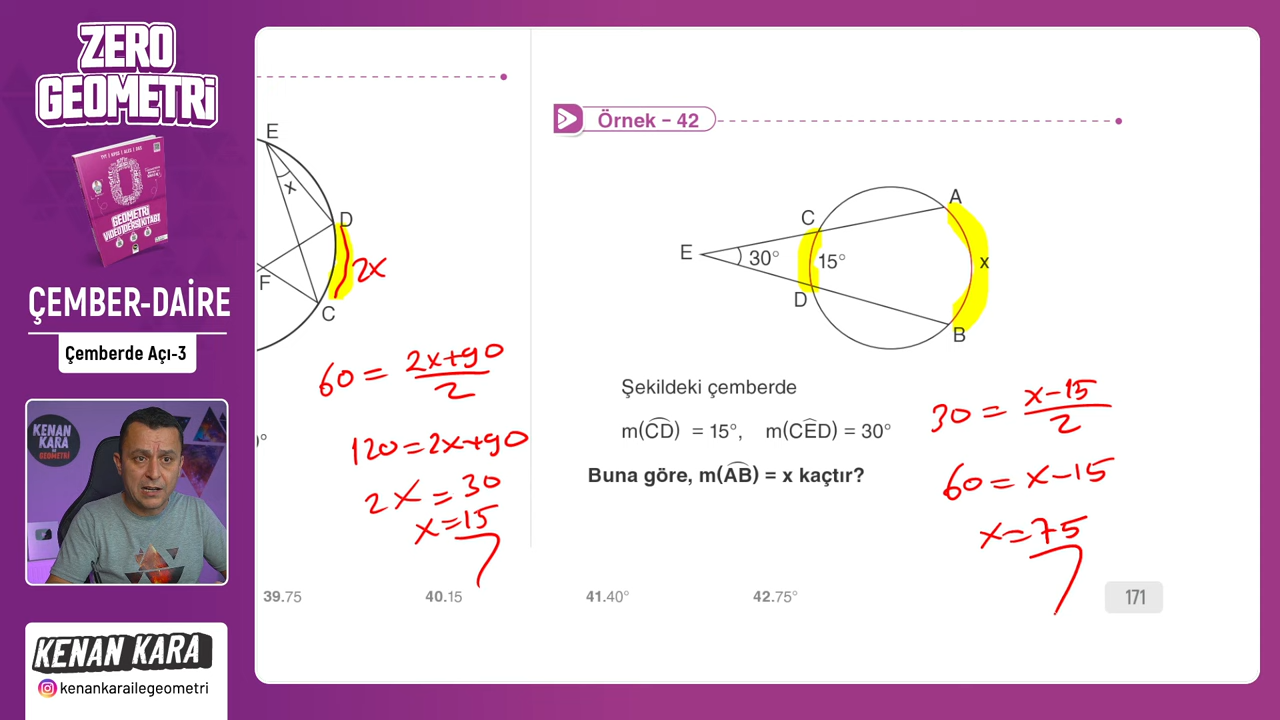 ZERO
GEOMETRİ
GEOMETRİ
VİDEO DERS KİTABI
ÇEMBER-DAİRE
Çemberde Açı-3
KENAN
KARA
GEOMETRİ
KENAN KARA
kenankarailegeometri
E
x
D
2x
F
C
60 = 2x+90
2
120=2x+90
2x=30
x=15
Örnek – 42
A
C
E
30°
15°
x
D
B
Şekildeki çemberde
m(CD) = 15°, m(CED) = 30°
Buna göre, m(AB) = x kaçtır?
30 = x-15
2
60 = x-15
x=75
39.75
40.15
41.40°
42.75°
171